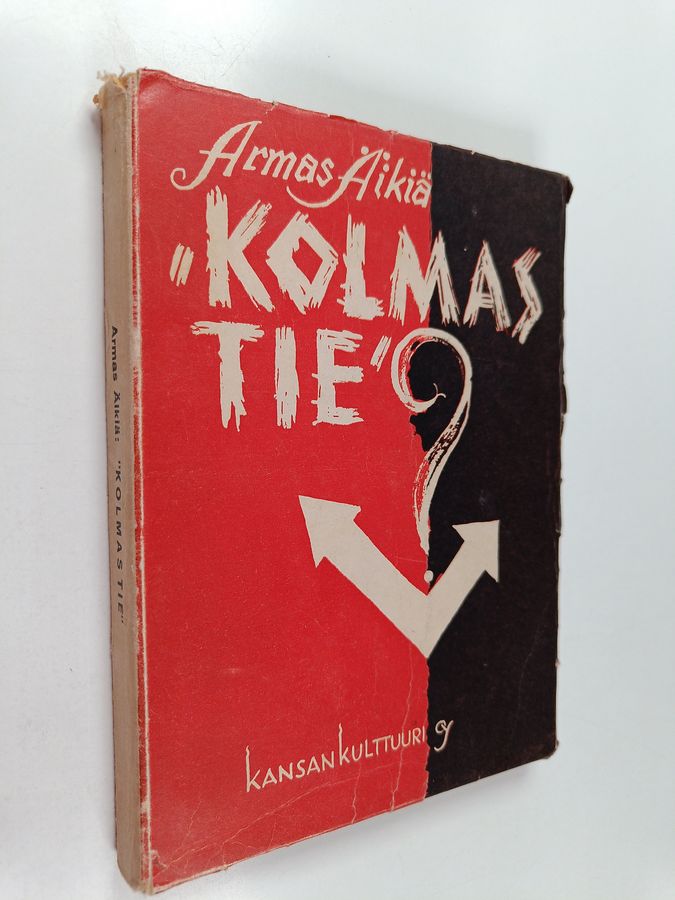 Armas Äikiä
"KOLMAS
TIE"?
KANSANKULTTUURI OY
Armas Äikiä: "KOLMAS TIE"